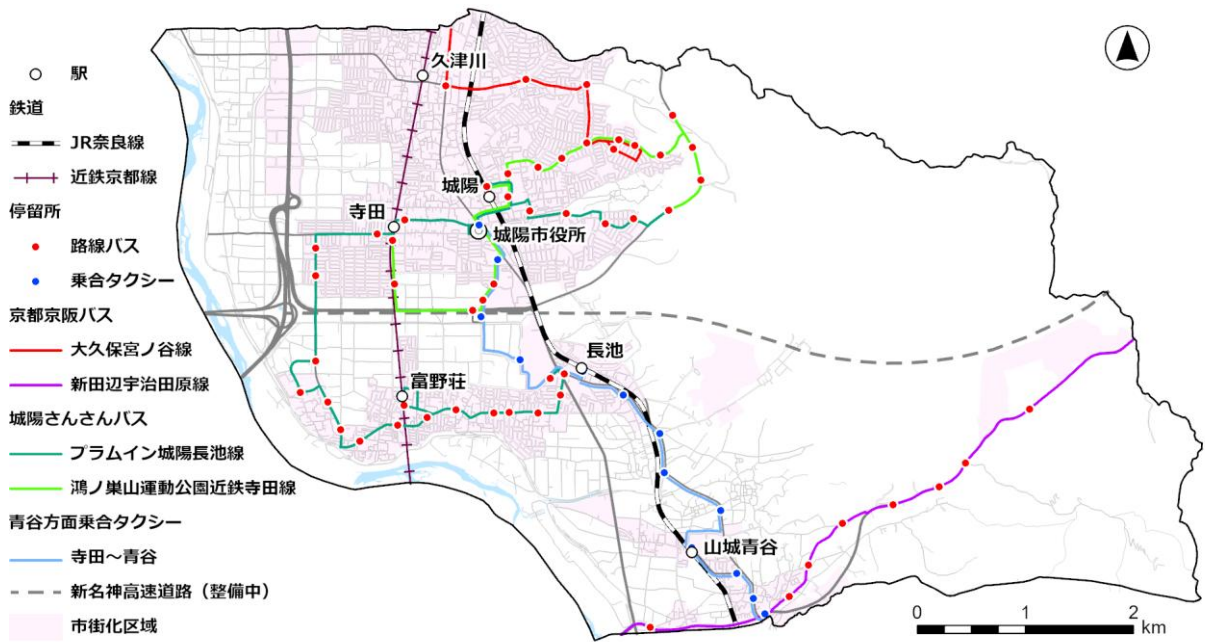 駅
鉄道
JR奈良線
近鉄京都線
停留所
路線バス
乗合タクシー
京都京阪バス
大久保宮ノ谷線
新田辺宇治田原線
城陽さんさんバス
プラムイン城陽長池線
鴻ノ巣山運動公園近鉄寺田線
青谷方面乗合タクシー
寺田~青谷
新名神高速道路(整備中)
市街化区域
久津川
城陽
寺田
城陽市役所
長池
富野荘
山城青谷
0 1 2
km